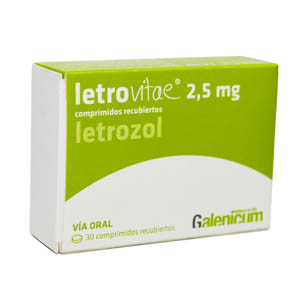 letrovitae® 2,5 mg
comprimidos recubiertos
letrozol
VÍA ORAL
30 comprimidos recubiertos
Galenicum